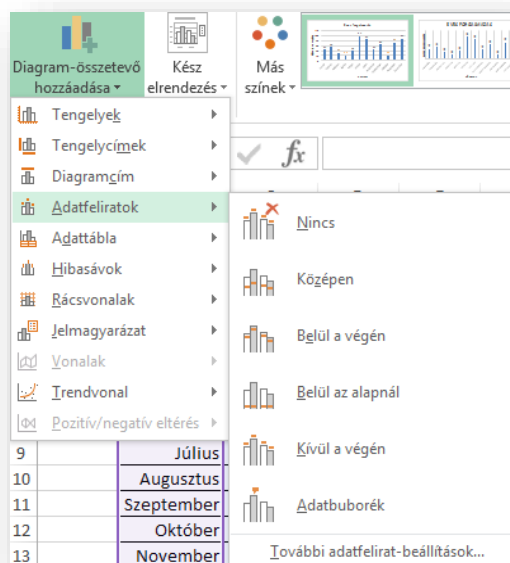 Diagram-összetevő
hozzáadása
Kész
elrendezés
Más
színek
Tengelyek
Tengelycímek
Diagramcím
Adatfeliratok
Adattábla
Hibasávok
Rácsvonalak
Jelmagyarázat
Vonalak
Trendvonal
Pozitív/negatív eltérés
fx
Nincs
Középen
Belül a végén
Belül az alapnál
Kívül a végén
Adatbuborék
További adatfelirat-beállítások...
9 Július
10 Augusztus
11 Szeptember
12 Október
13 November